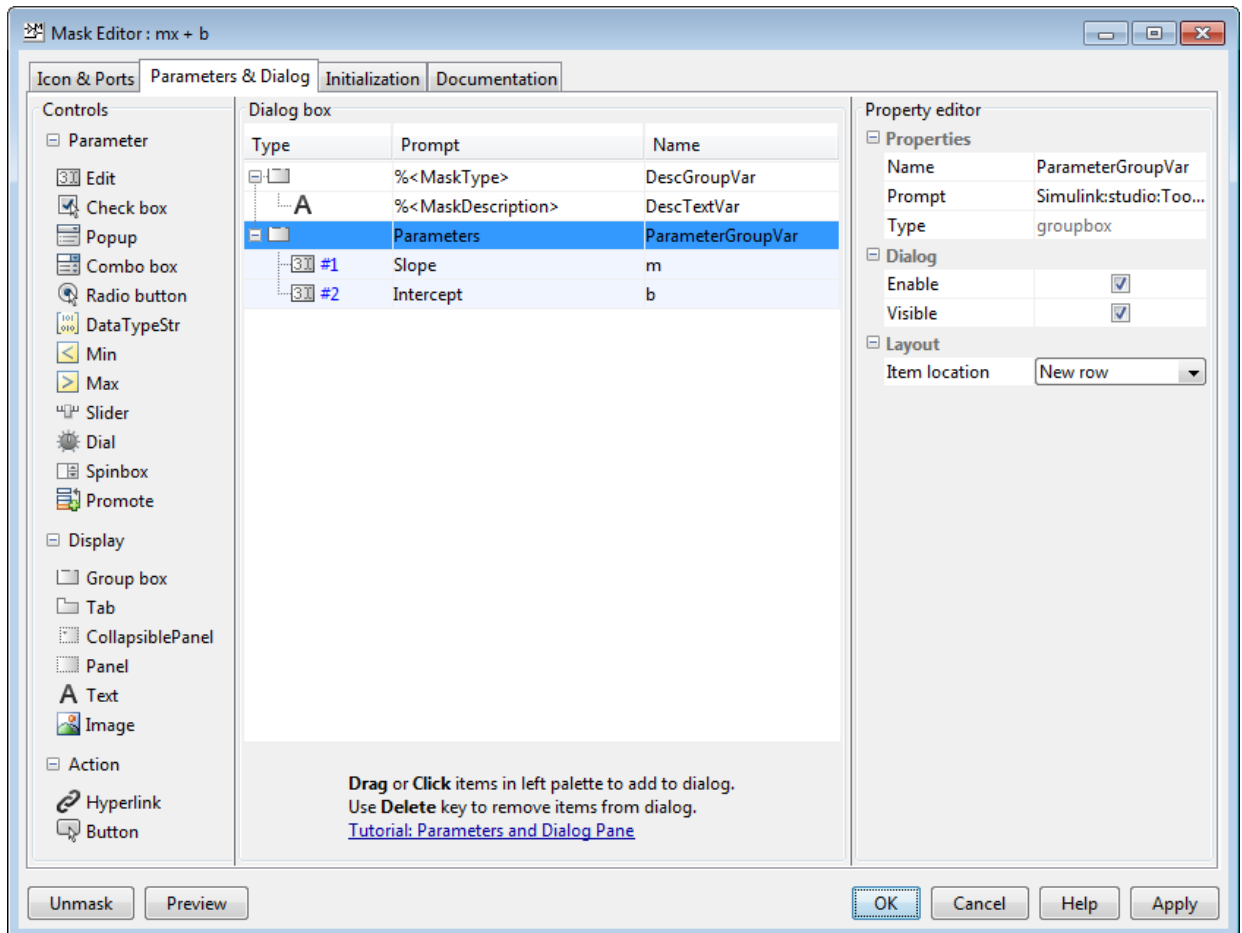 Mask Editor : mx + b
Icon & Ports Parameters & Dialog Initialization Documentation
Controls
Parameter
Edit
Check box
Popup
Combo box
Radio button
DataTypeStr
Min
Max
Slider
Dial
Spinbox
Promote
Display
Group box
Tab
CollapsiblePanel
Panel
Text
Image
Action
Hyperlink
Button
Dialog box
Type Prompt Name
%<MaskType> DescGroupVar
A %<MaskDescription> DescTextVar
Parameters ParameterGroupVar
#1 Slope m
#2 Intercept b
Drag or Click items in left palette to add to dialog.
Use Delete key to remove items from dialog.
Tutorial: Parameters and Dialog Pane
Property editor
Properties
Name ParameterGroupVar
Prompt Simulink:studio:Too...
Type groupbox
Dialog
Enable
Visible
Layout
Item location New row
Unmask Preview OK Cancel Help Apply